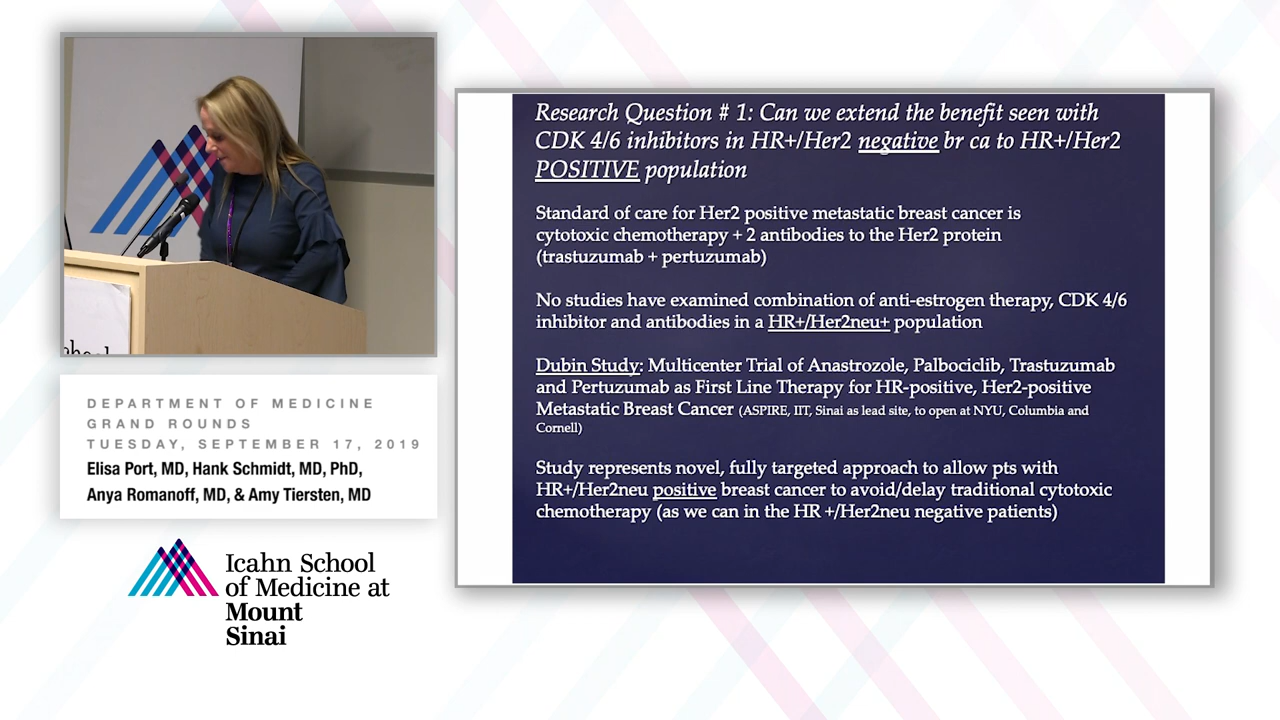 DEPARTMENT OF MEDICINE
GRAND ROUNDS
TUESDAY, SEPTEMBER 17, 2019
Elisa Port, MD, Hank Schmidt, MD, PhD,
Anya Romanoff, MD, & Amy Tiersten, MD
Icahn School
of Medicine at
Mount
Sinai
Research Question # 1: Can we extend the benefit seen with
CDK 4/6 inhibitors in HR+/Her2 negative br ca to HR+/Her2
POSITIVE population
Standard of care for Her2 positive metastatic breast cancer is
cytotoxic chemotherapy + 2 antibodies to the Her2 protein
(trastuzumab + pertuzumab)
No studies have examined combination of anti-estrogen therapy, CDK 4/6
inhibitor and antibodies in a HR+/Her2neu+ population
Dubin Study: Multicenter Trial of Anastrozole, Palbociclib, Trastuzumab
and Pertuzumab as First Line Therapy for HR-positive, Her2-positive
Metastatic Breast Cancer (ASPIRE, IIT, Sinai as lead site, to open at NYU, Columbia and
Cornell)
Study represents novel, fully targeted approach to allow pts with
HR+/Her2neu positive breast cancer to avoid/delay traditional cytotoxic
chemotherapy (as we can in the HR +/Her2neu negative patients)